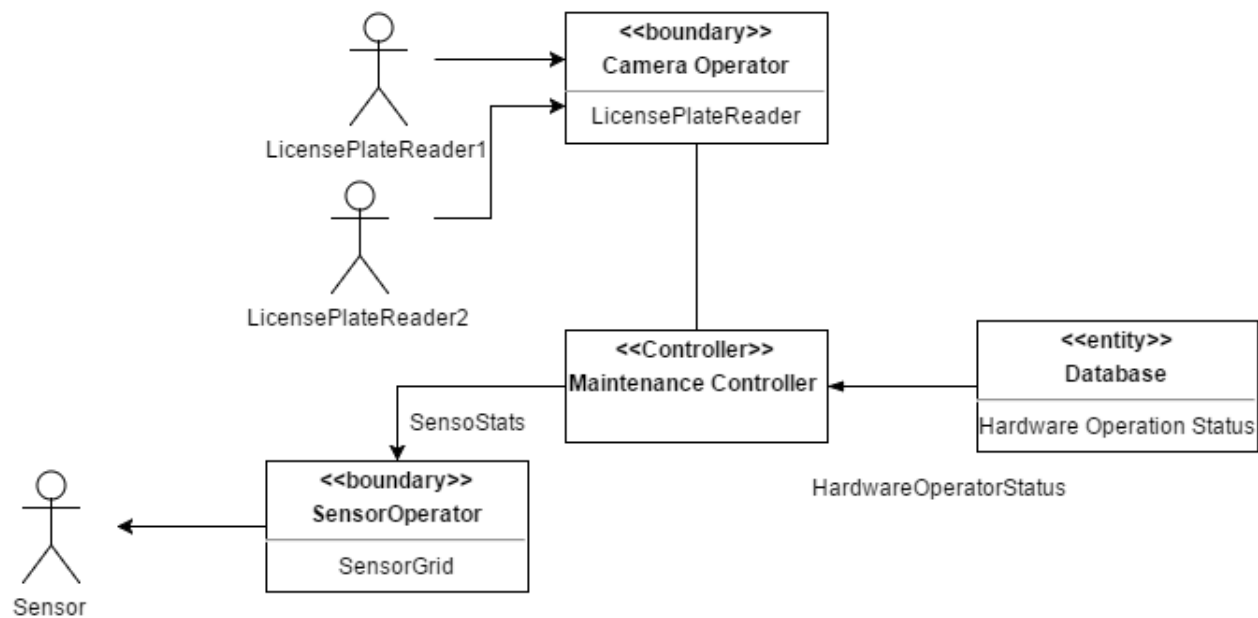 <<boundary>>
Camera Operator
LicensePlateReader
LicensePlateReader1
LicensePlateReader2
<<Controller>>
Maintenance Controller
<<entity>>
Database
Hardware Operation Status
SensoStats
HardwareOperatorStatus
<<boundary>>
SensorOperator
SensorGrid
Sensor